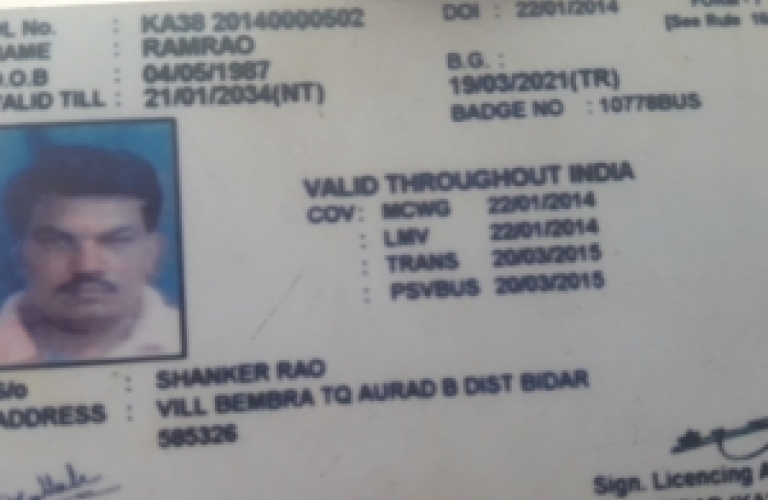 DL No. : KA38 20140000502 DOI : 22/01/2014
[See Rule 16
NAME : RAMRAO
D.O.B : 04/05/1987 B.G. :
VALID TILL : 21/01/2034(NT) 19/03/2021(TR)
BADGE NO : 10778BUS
VALID THROUGHOUT INDIA
COV : MCWG 22/01/2014
: LMV 22/01/2014
: TRANS 20/03/2015
: PSVBUS 20/03/2015
S/o : SHANKER RAO
ADDRESS : VILL BEMBRA TQ AURAD B DIST BIDAR
585326
Sign. Licencing A